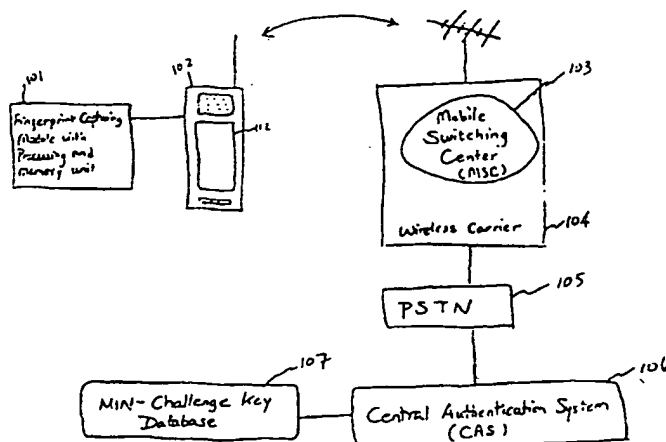 101
Fingerprint Capturing
Module with
Processing and
memory unit
102
112
103
Mobile
Switching
Center
(MSC)
Wireless Carrier
104
PSTN
105
106
107
MIN-Challenge Key
Database
Central Authentication System
(CAS)